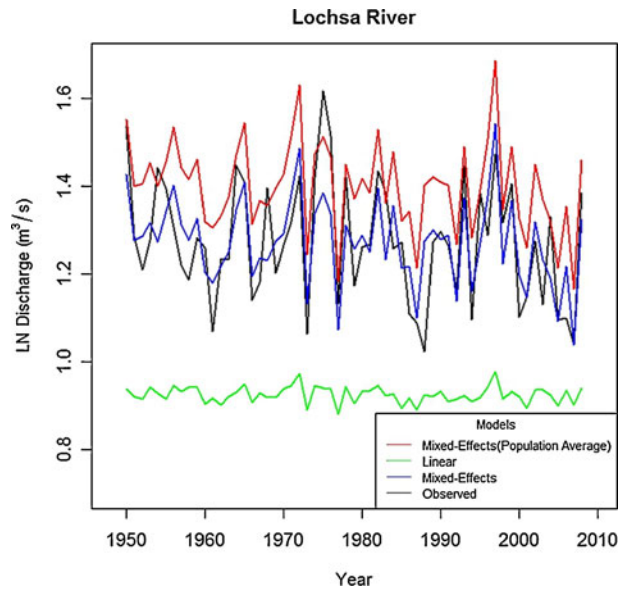 Lochsa River
LN Discharge (m³/s)
1.6
1.4
1.2
1.0
0.8
Models
Mixed-Effects(Population Average)
Linear
Mixed-Effects
Observed
1950 1960 1970 1980 1990 2000 2010
Year